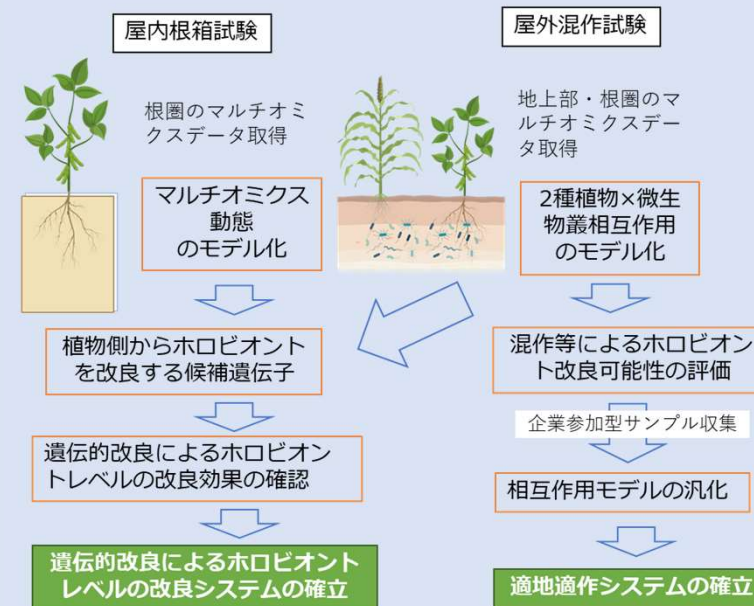 屋内根箱試験
根圏のマルチオミ
クスデータ取得
マルチオミクス
動態
のモデル化
植物側からホロビオント
を改良する候補遺伝子
遺伝的改良によるホロビオン
トレベルの改良効果の確認
遺伝的改良によるホロビオント
レベルの改良システムの確立
屋外混作試験
地上部・根圏のマ
ルチオミクスデー
タ取得
2種植物×微生
物叢相互作用
のモデル化
混作等によるホロビオン
ト改良可能性の評価
企業参加型サンプル収集
相互作用モデルの汎化
適地適作システムの確立